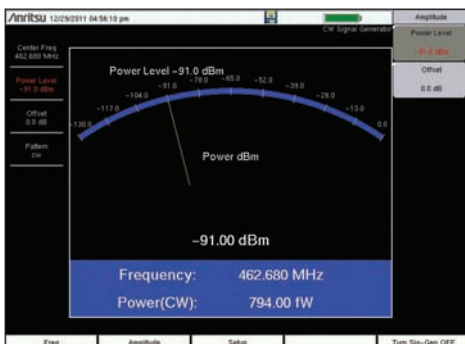 Anritsu 12/29/2011 04:56:10 pm
CW Signal Generator
Amplitude
Center Freq
462.680 MHz
Power Level
-91.0 dBm
Offset
0.0 dB
Pattern
CW
Power Level
-91.0 dBm
Offset
0.0 dB
Power Level -91.0 dBm
-130.0
-117.0
-104.0
-91.0
-78.0
-65.0
-52.0
-39.0
-26.0
-13.0
0.0
Power dBm
-91.00 dBm
Frequency: 462.680 MHz
Power(CW): 794.00 fW
Freq
Amplitude
Setup
Turn Sig-Gen OFF